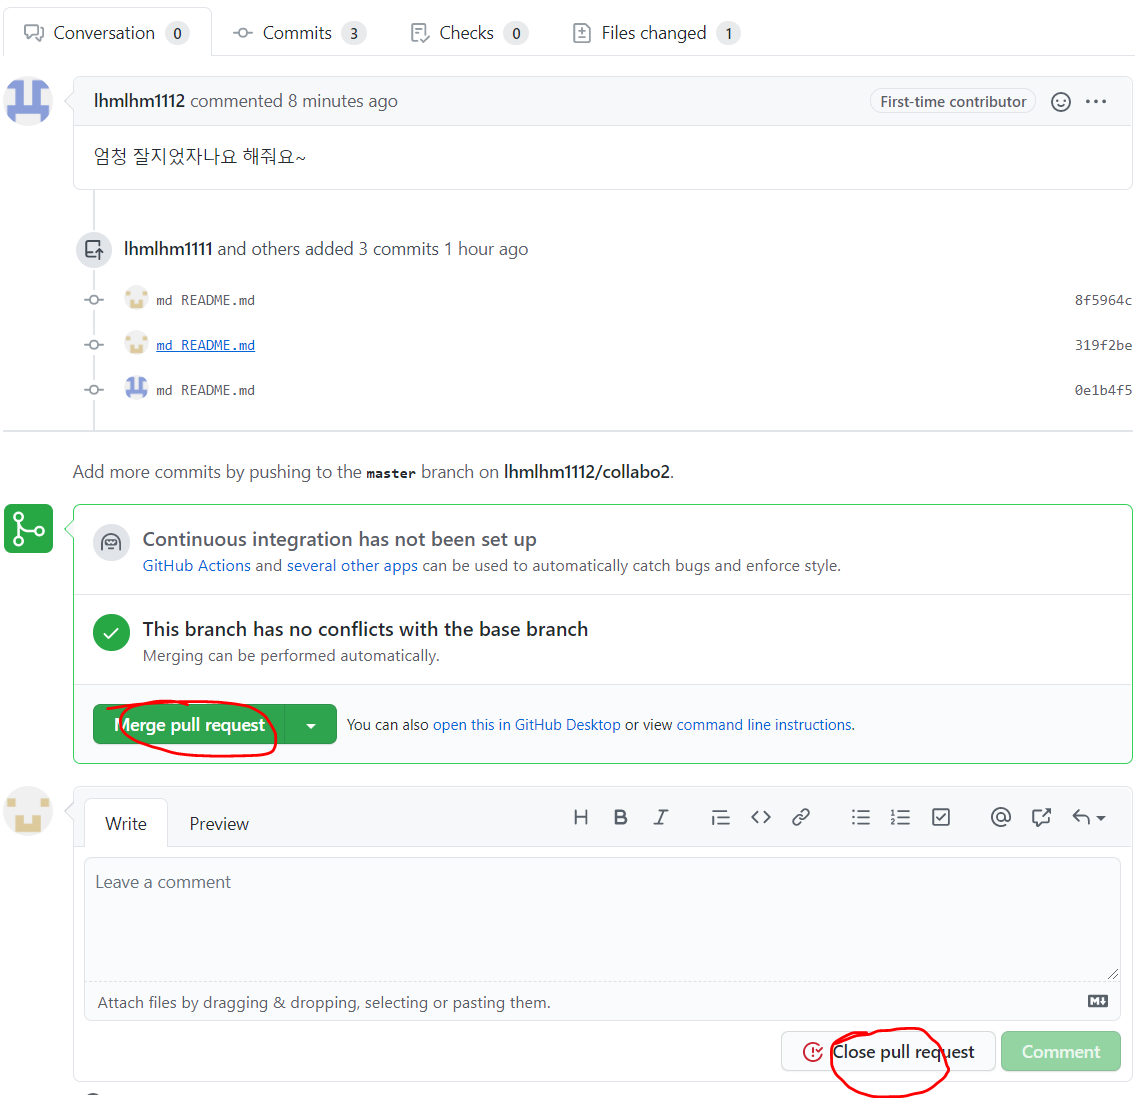 Conversation 0 Commits 3 Checks 0 Files changed 1
lhmlhm1112 commented 8 minutes ago First-time contributor
엄청 잘지었자나요 해줘요~
lhmlhm1111 and others added 3 commits 1 hour ago
md README.md 8f5964c
md README.md 319f2be
md README.md 0e1b4f5
Add more commits by pushing to the master branch on lhmlhm1112/collabo2.
Continuous integration has not been set up
GitHub Actions and several other apps can be used to automatically catch bugs and enforce style.
This branch has no conflicts with the base branch
Merging can be performed automatically.
Merge pull request You can also open this in GitHub Desktop or view command line instructions.
Write Preview
Leave a comment
Attach files by dragging & dropping, selecting or pasting them.
Close pull request Comment